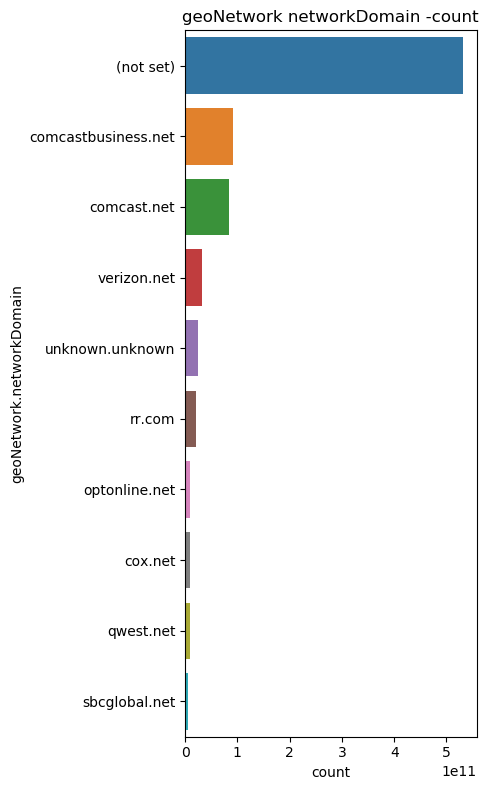 geoNetwork networkDomain -count
(not set)
comcastbusiness.net
comcast.net
verizon.net
unknown.unknown
rr.com
optonline.net
cox.net
qwest.net
sbcglobal.net
geoNetwork.networkDomain
0 1 2 3 4 5
1e11
count